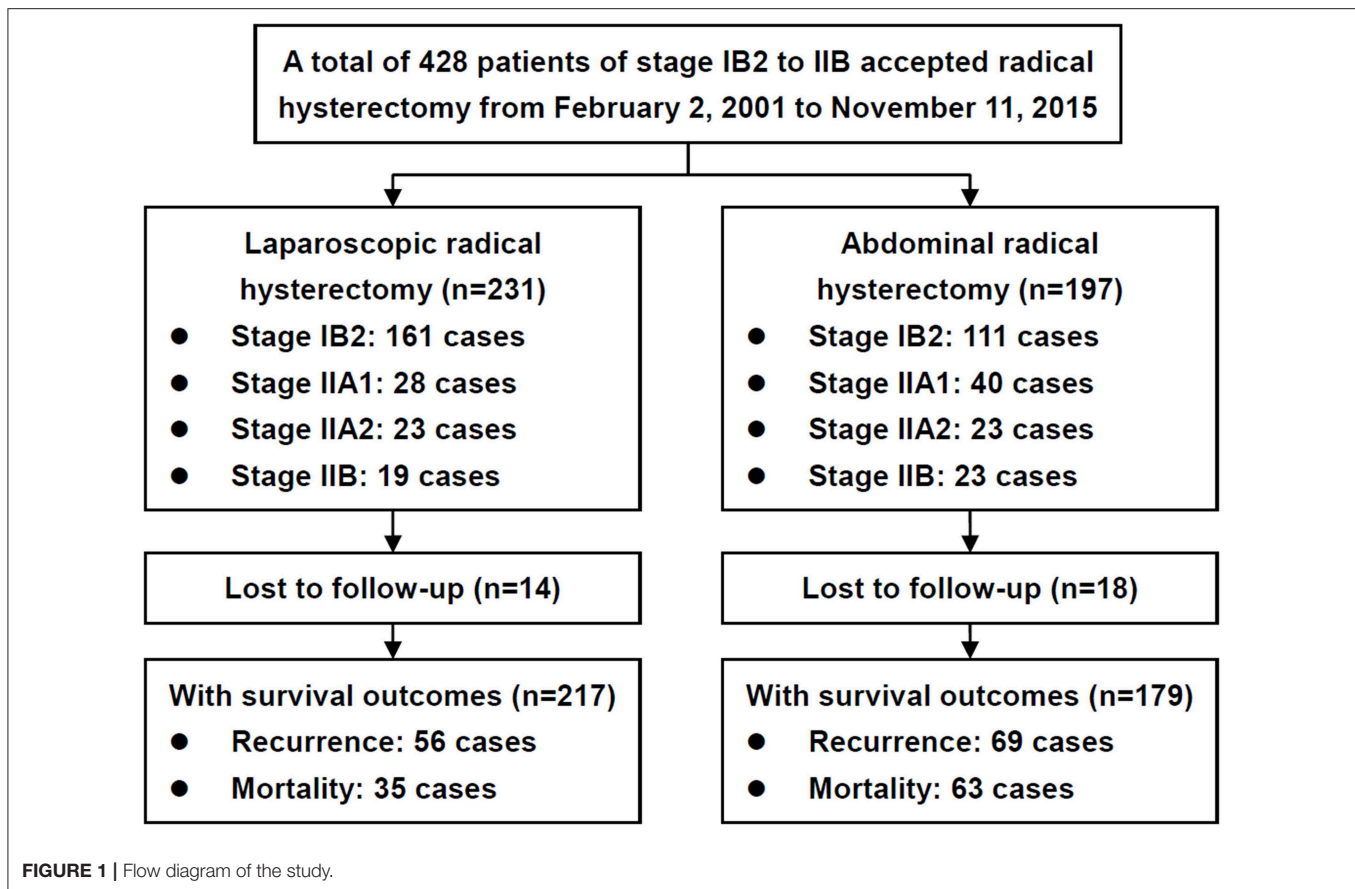 A total of 428 patients of stage IB2 to IIB accepted radical
hysterectomy from February 2, 2001 to November 11, 2015
Laparoscopic radical
hysterectomy (n=231)
● Stage IB2: 161 cases
● Stage IIA1: 28 cases
● Stage IIA2: 23 cases
● Stage IIB: 19 cases
Abdominal radical
hysterectomy (n=197)
● Stage IB2: 111 cases
● Stage IIA1: 40 cases
● Stage IIA2: 23 cases
● Stage IIB: 23 cases
Lost to follow-up (n=14)
Lost to follow-up (n=18)
With survival outcomes (n=217)
● Recurrence: 56 cases
● Mortality: 35 cases
With survival outcomes (n=179)
● Recurrence: 69 cases
● Mortality: 63 cases
FIGURE 1 | Flow diagram of the study.